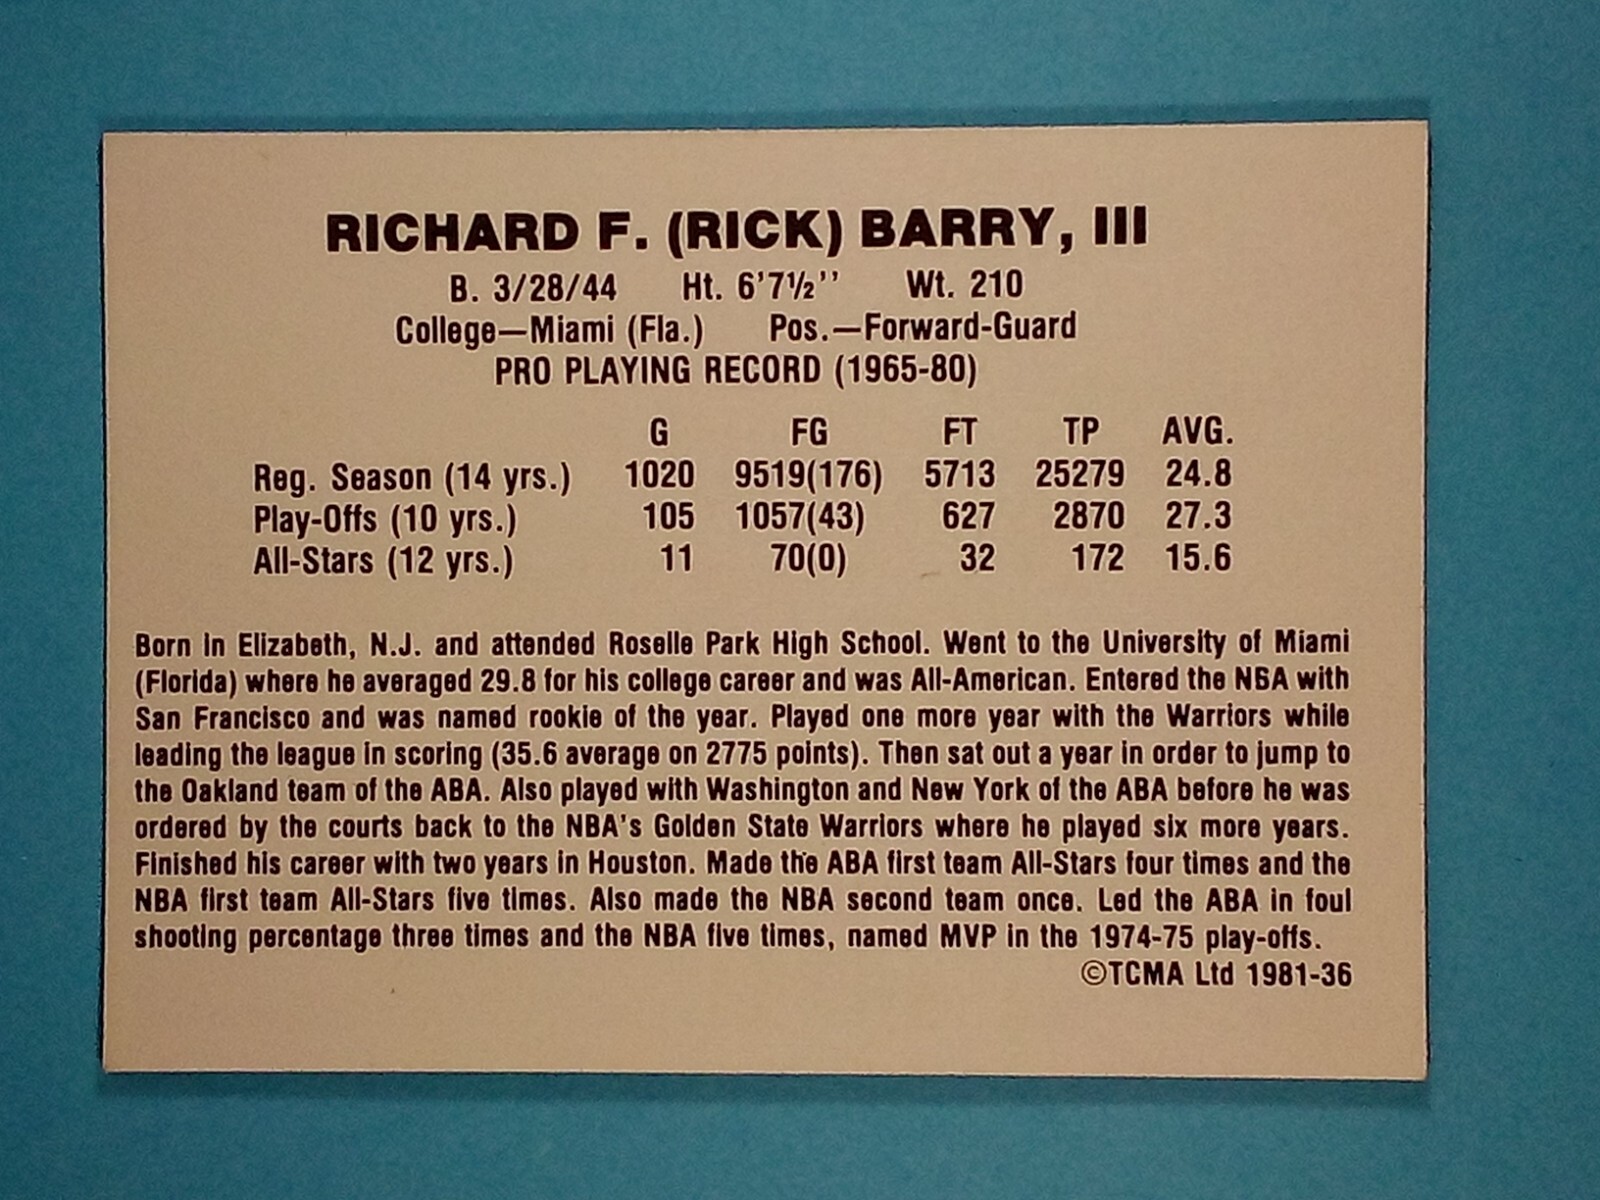 RICHARD F. (RICK) BARRY, III
B. 3/28/44 Ht. 6'7½'' Wt. 210
College—Miami (Fla.) Pos.—Forward-Guard
PRO PLAYING RECORD (1965-80)
G FG FT TP AVG.
Reg. Season (14 yrs.) 1020 9519(176) 5713 25279 24.8
Play-Offs (10 yrs.) 105 1057(43) 627 2870 27.3
All-Stars (12 yrs.) 11 70(0) 32 172 15.6
Born in Elizabeth, N.J. and attended Roselle Park High School. Went to the University of Miami
(Florida) where he averaged 29.8 for his college career and was All-American. Entered the NBA with
San Francisco and was named rookie of the year. Played one more year with the Warriors while
leading the league in scoring (35.6 average on 2775 points). Then sat out a year in order to jump to
the Oakland team of the ABA. Also played with Washington and New York of the ABA before he was
ordered by the courts back to the NBA's Golden State Warriors where he played six more years.
Finished his career with two years in Houston. Made the ABA first team All-Stars four times and the
NBA first team All-Stars five times. Also made the NBA second team once. Led the ABA in foul
shooting percentage three times and the NBA five times, named MVP in the 1974-75 play-offs.
©TCMA Ltd 1981-36